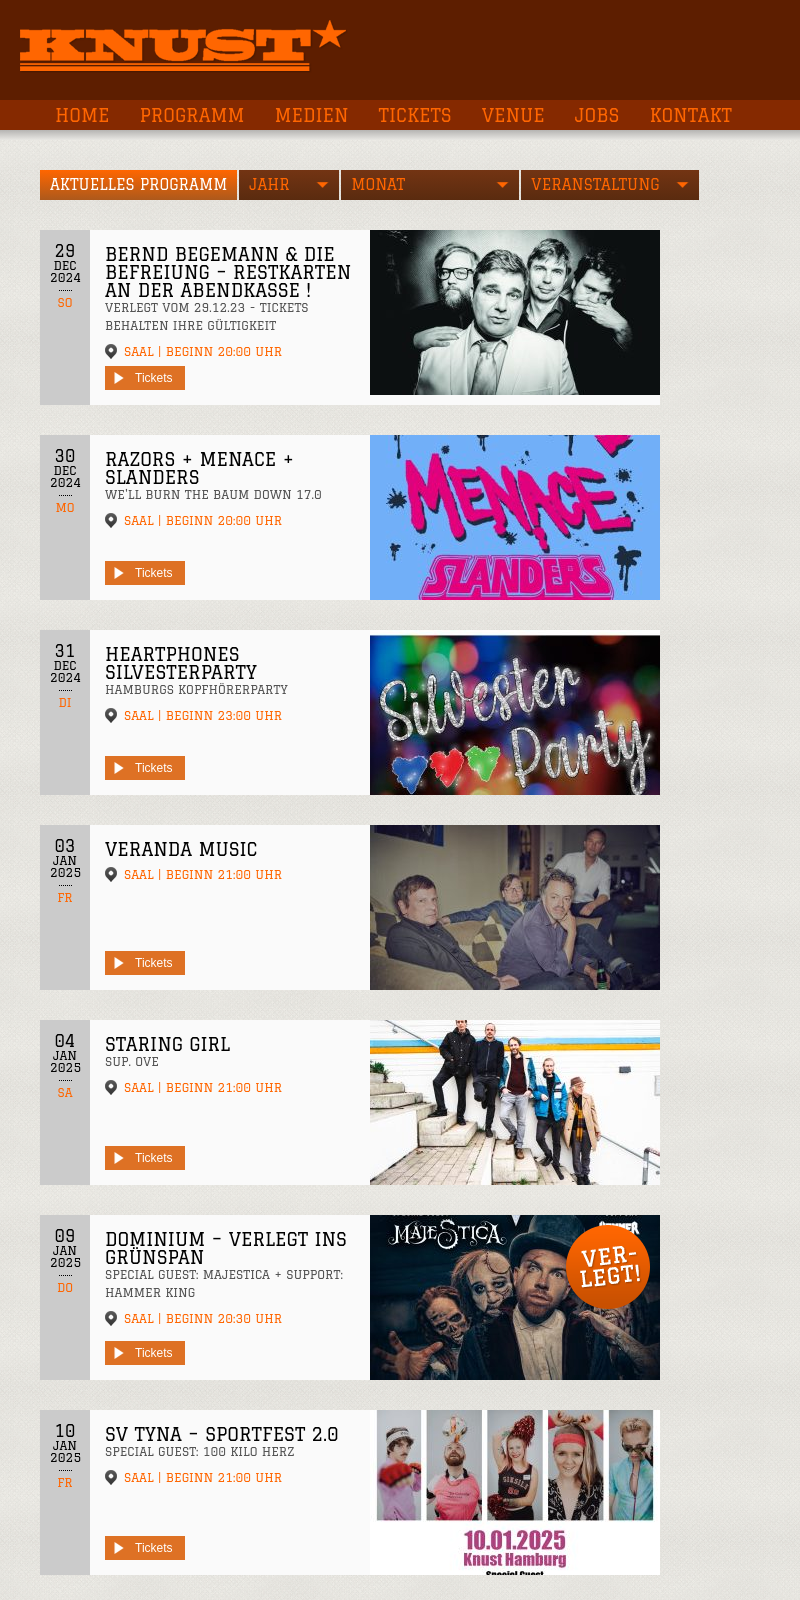 KNUST
HOME PROGRAMM MEDIEN TICKETS VENUE JOBS KONTAKT
AKTUELLES PROGRAMM JAHR MONAT VERANSTALTUNG
29
DEC
2024
SO
BERND BEGEMANN & DIE
BEFREIUNG – RESTKARTEN
AN DER ABENDKASSE !
VERLEGT VOM 29.12.23 - TICKETS
BEHALTEN IHRE GÜLTIGKEIT
SAAL | BEGINN 20:00 UHR
Tickets
30
DEC
2024
MO
RAZORS + MENACE +
SLANDERS
WE'LL BURN THE BAUM DOWN 17.0
SAAL | BEGINN 20:00 UHR
Tickets
MENACE
SLANDERS
31
DEC
2024
DI
HEARTPHONES
SILVESTERPARTY
HAMBURGS KOPFHÖRERPARTY
SAAL | BEGINN 23:00 UHR
Tickets
Silvester
Party
03
JAN
2025
FR
VERANDA MUSIC
SAAL | BEGINN 21:00 UHR
Tickets
04
JAN
2025
SA
STARING GIRL
SUP. OVE
SAAL | BEGINN 21:00 UHR
Tickets
09
JAN
2025
DO
DOMINIUM – VERLEGT INS
GRÜNSPAN
SPECIAL GUEST: MAJESTICA + SUPPORT:
HAMMER KING
SAAL | BEGINN 20:30 UHR
Tickets
MAJESTICA
VER-
LEGT!
10
JAN
2025
FR
SV TYNA – SPORTFEST 2.0
SPECIAL GUEST: 100 KILO HERZ
SAAL | BEGINN 21:00 UHR
Tickets
10.01.2025
Knust Hamburg
Special Guest